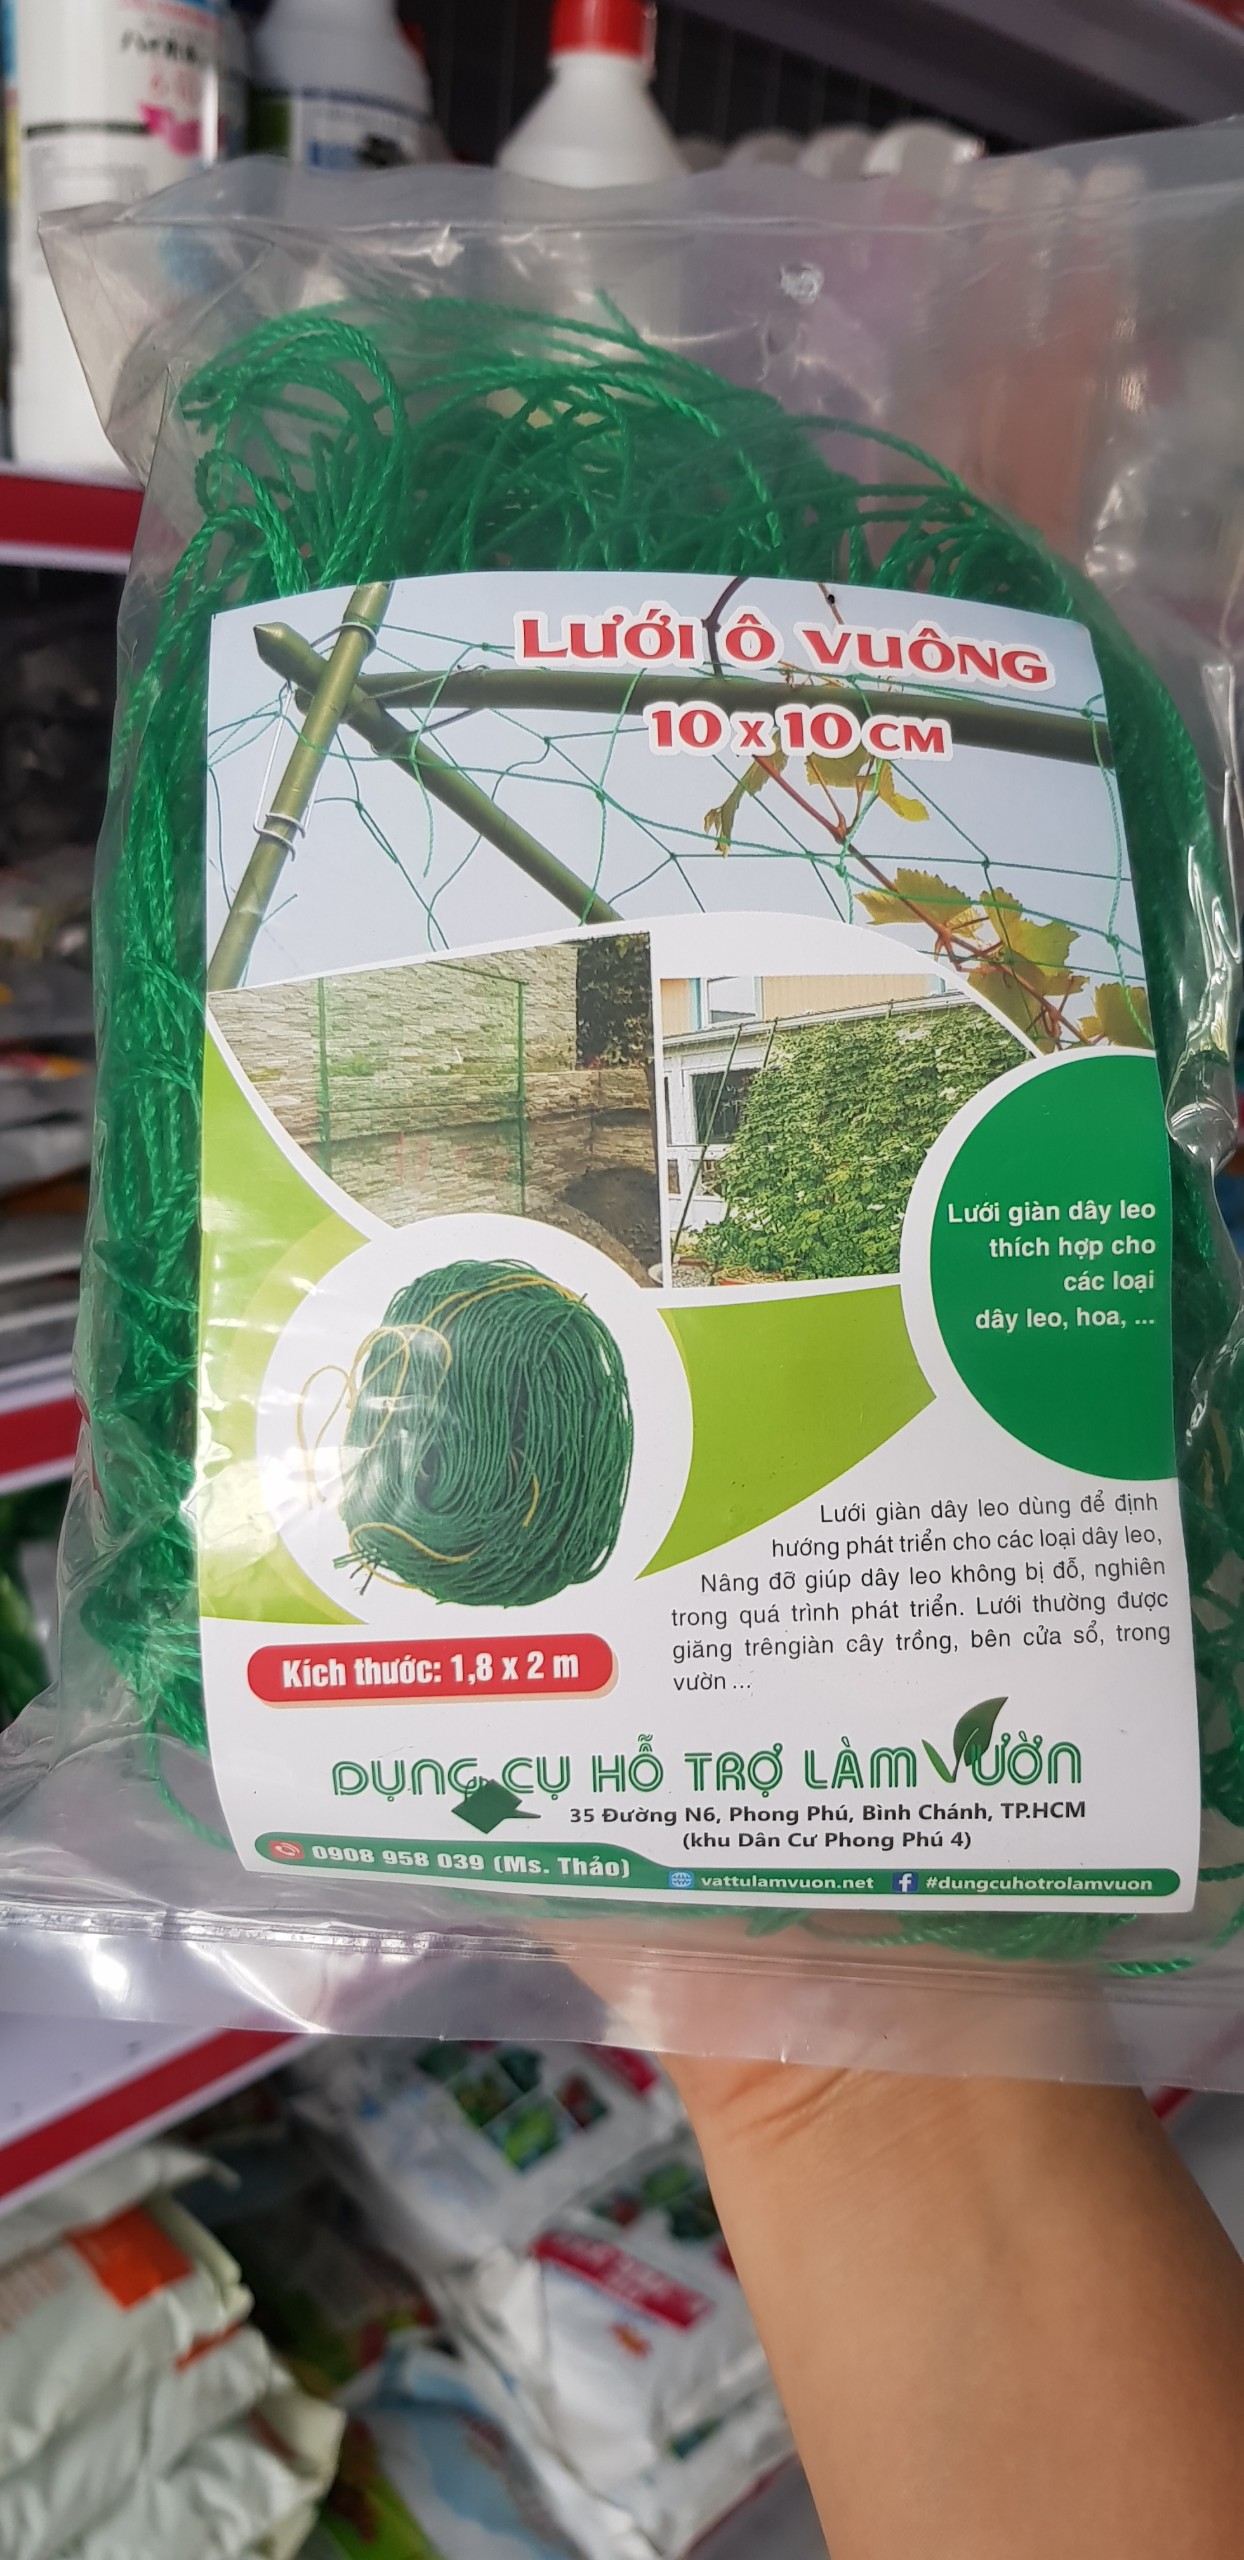 LƯỚI Ô VUÔNG
10 x 10 CM
Lưới giàn dây leo
thích hợp cho
các loại
dây leo, hoa, ...
Lưới giàn dây leo dùng để định
hướng phát triển cho các loại dây leo,
Nâng đỡ giúp dây leo không bị đỗ, nghiên
trong quá trình phát triển. Lưới thường được
giăng trêngiàn cây trồng, bên cửa sổ, trong
vườn ...
Kích thước: 1,8 x 2 m
DỤNG CỤ HỖ TRỢ LÀM VƯỜN
35 Đường N6, Phong Phú, Bình Chánh, TP.HCM
(khu Dân Cư Phong Phú 4)
0908 958 039 (Ms. Thảo)
vattulamvuon.net #dungcuhotrolamvuon